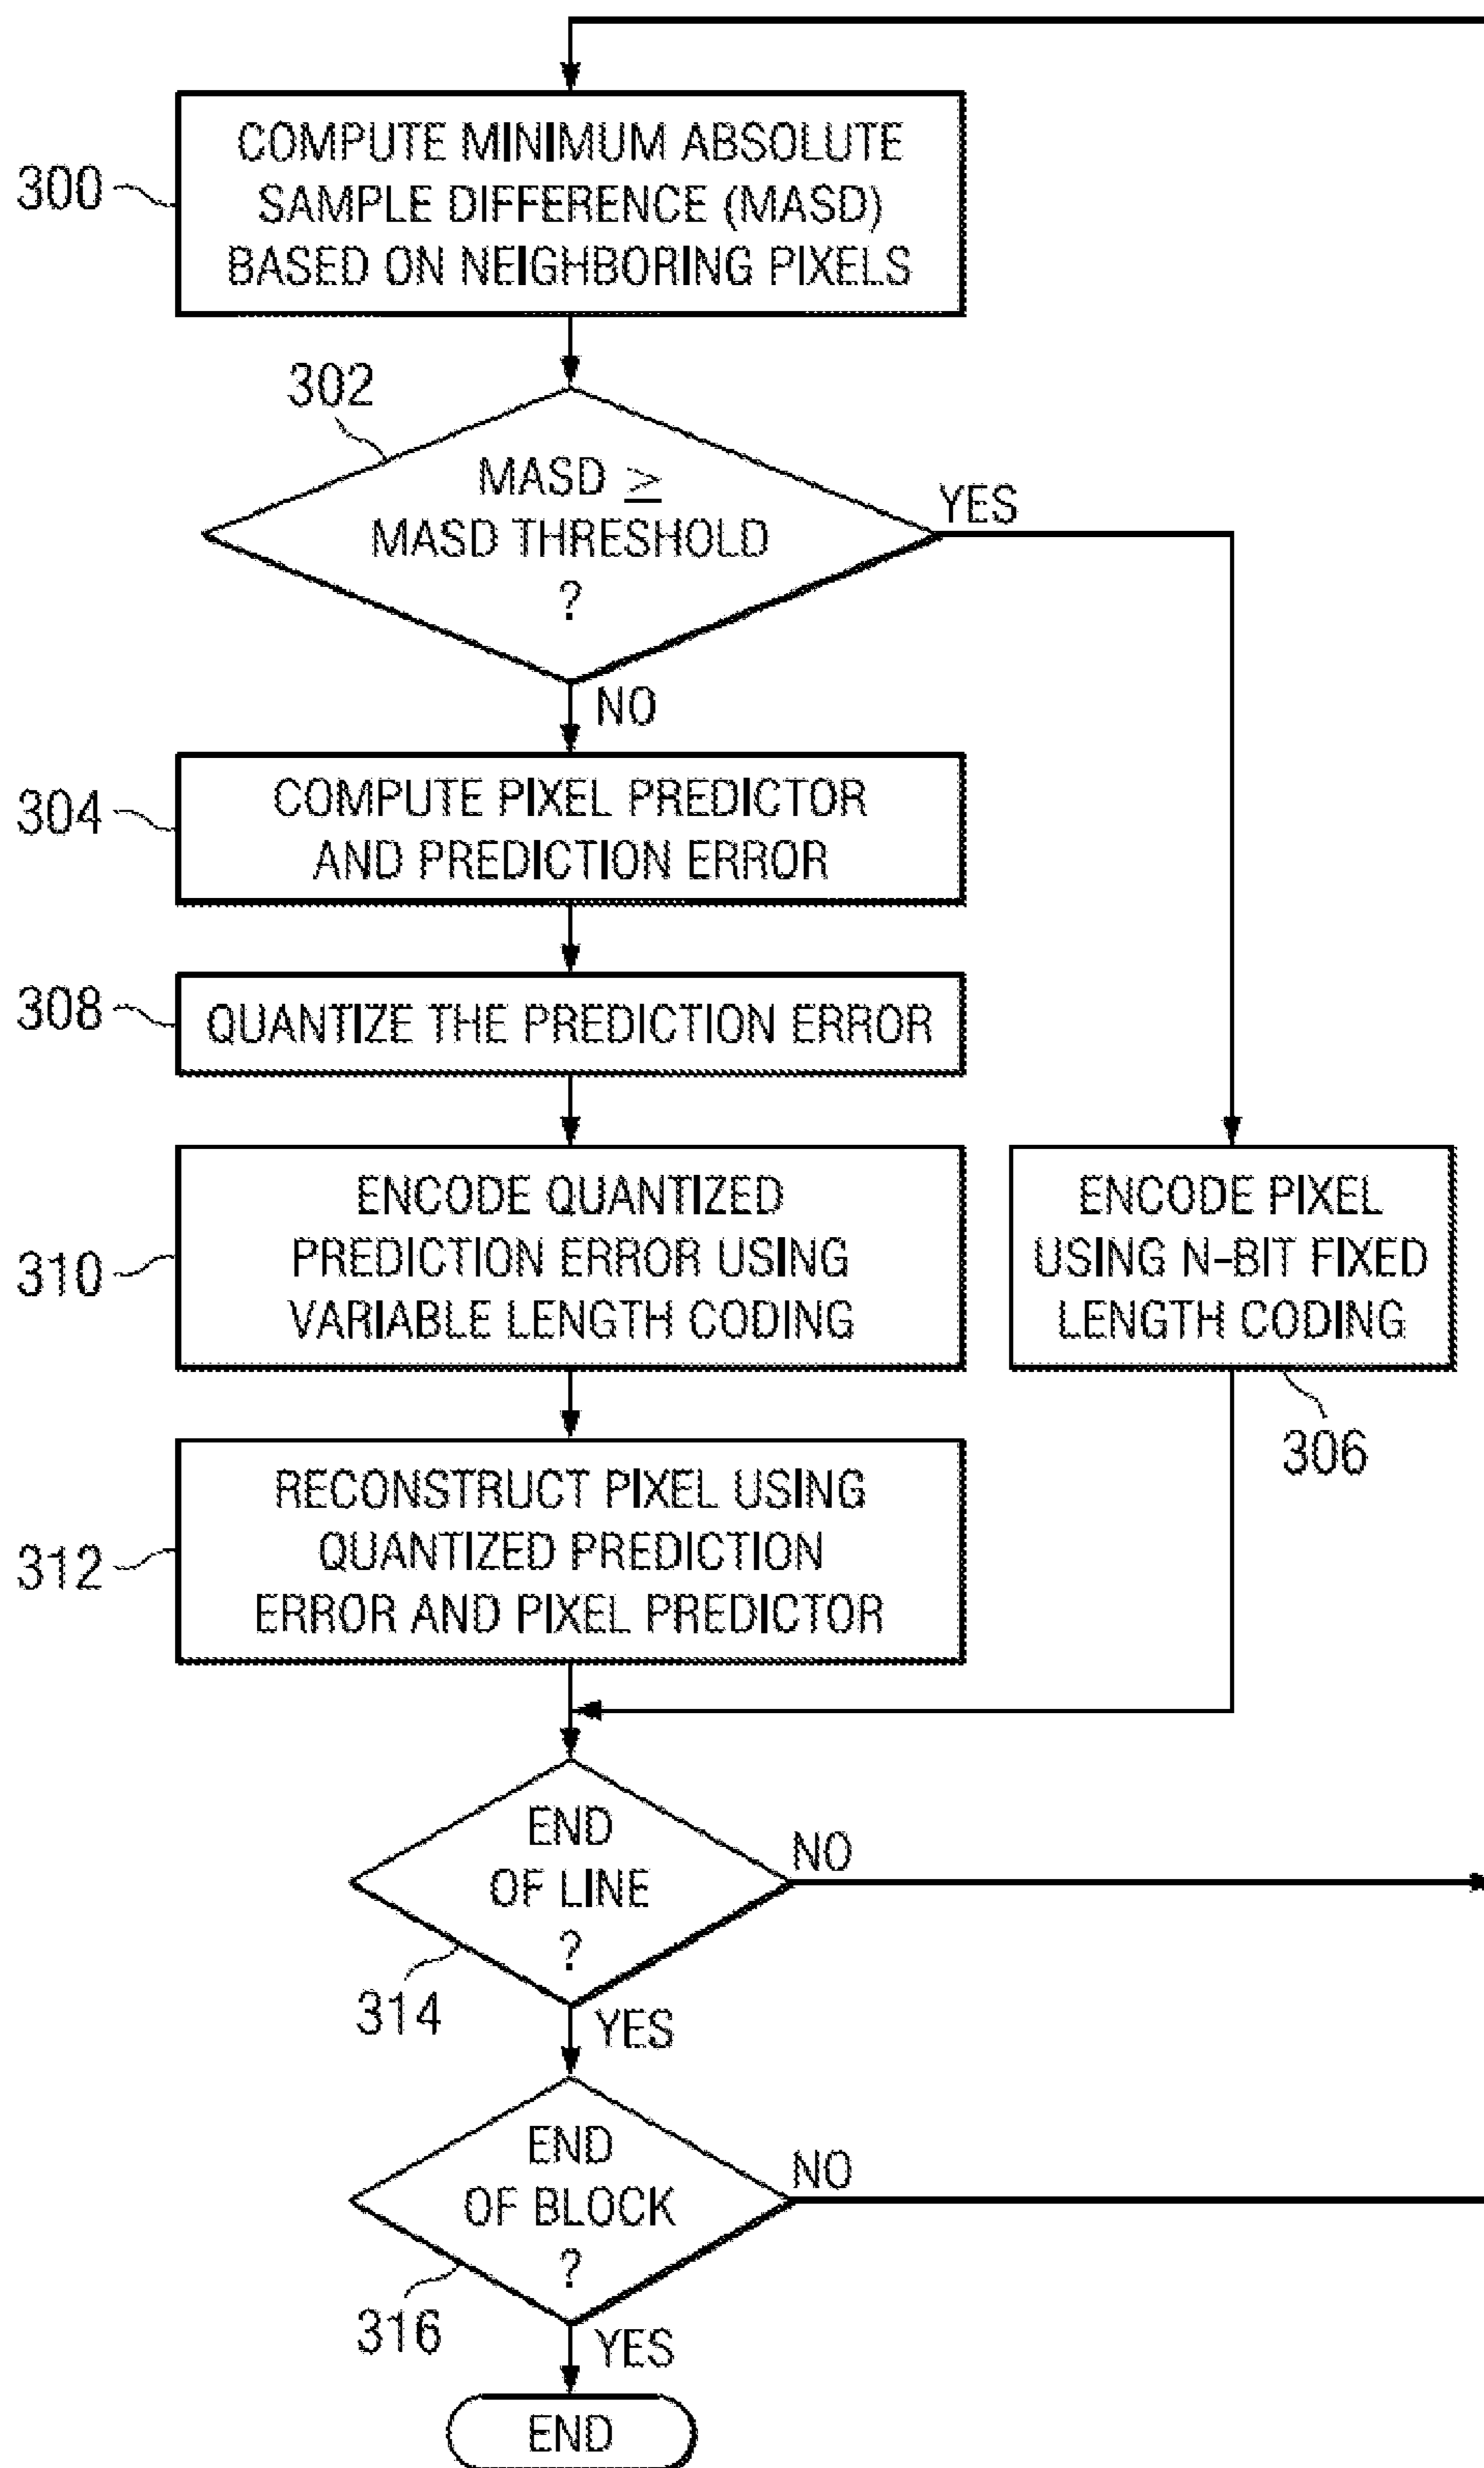 300
COMPUTE MINIMUM ABSOLUTE
SAMPLE DIFFERENCE (MASD)
BASED ON NEIGHBORING PIXELS
302
MASD ≥
MASD THRESHOLD
?
YES
NO
304
COMPUTE PIXEL PREDICTOR
AND PREDICTION ERROR
308
QUANTIZE THE PREDICTION ERROR
310
ENCODE QUANTIZED
PREDICTION ERROR USING
VARIABLE LENGTH CODING
ENCODE PIXEL
USING N-BIT FIXED
LENGTH CODING
306
312
RECONSTRUCT PIXEL USING
QUANTIZED PREDICTION
ERROR AND PIXEL PREDICTOR
END
OF LINE
?
NO
314
YES
END
OF BLOCK
?
NO
316
YES
END